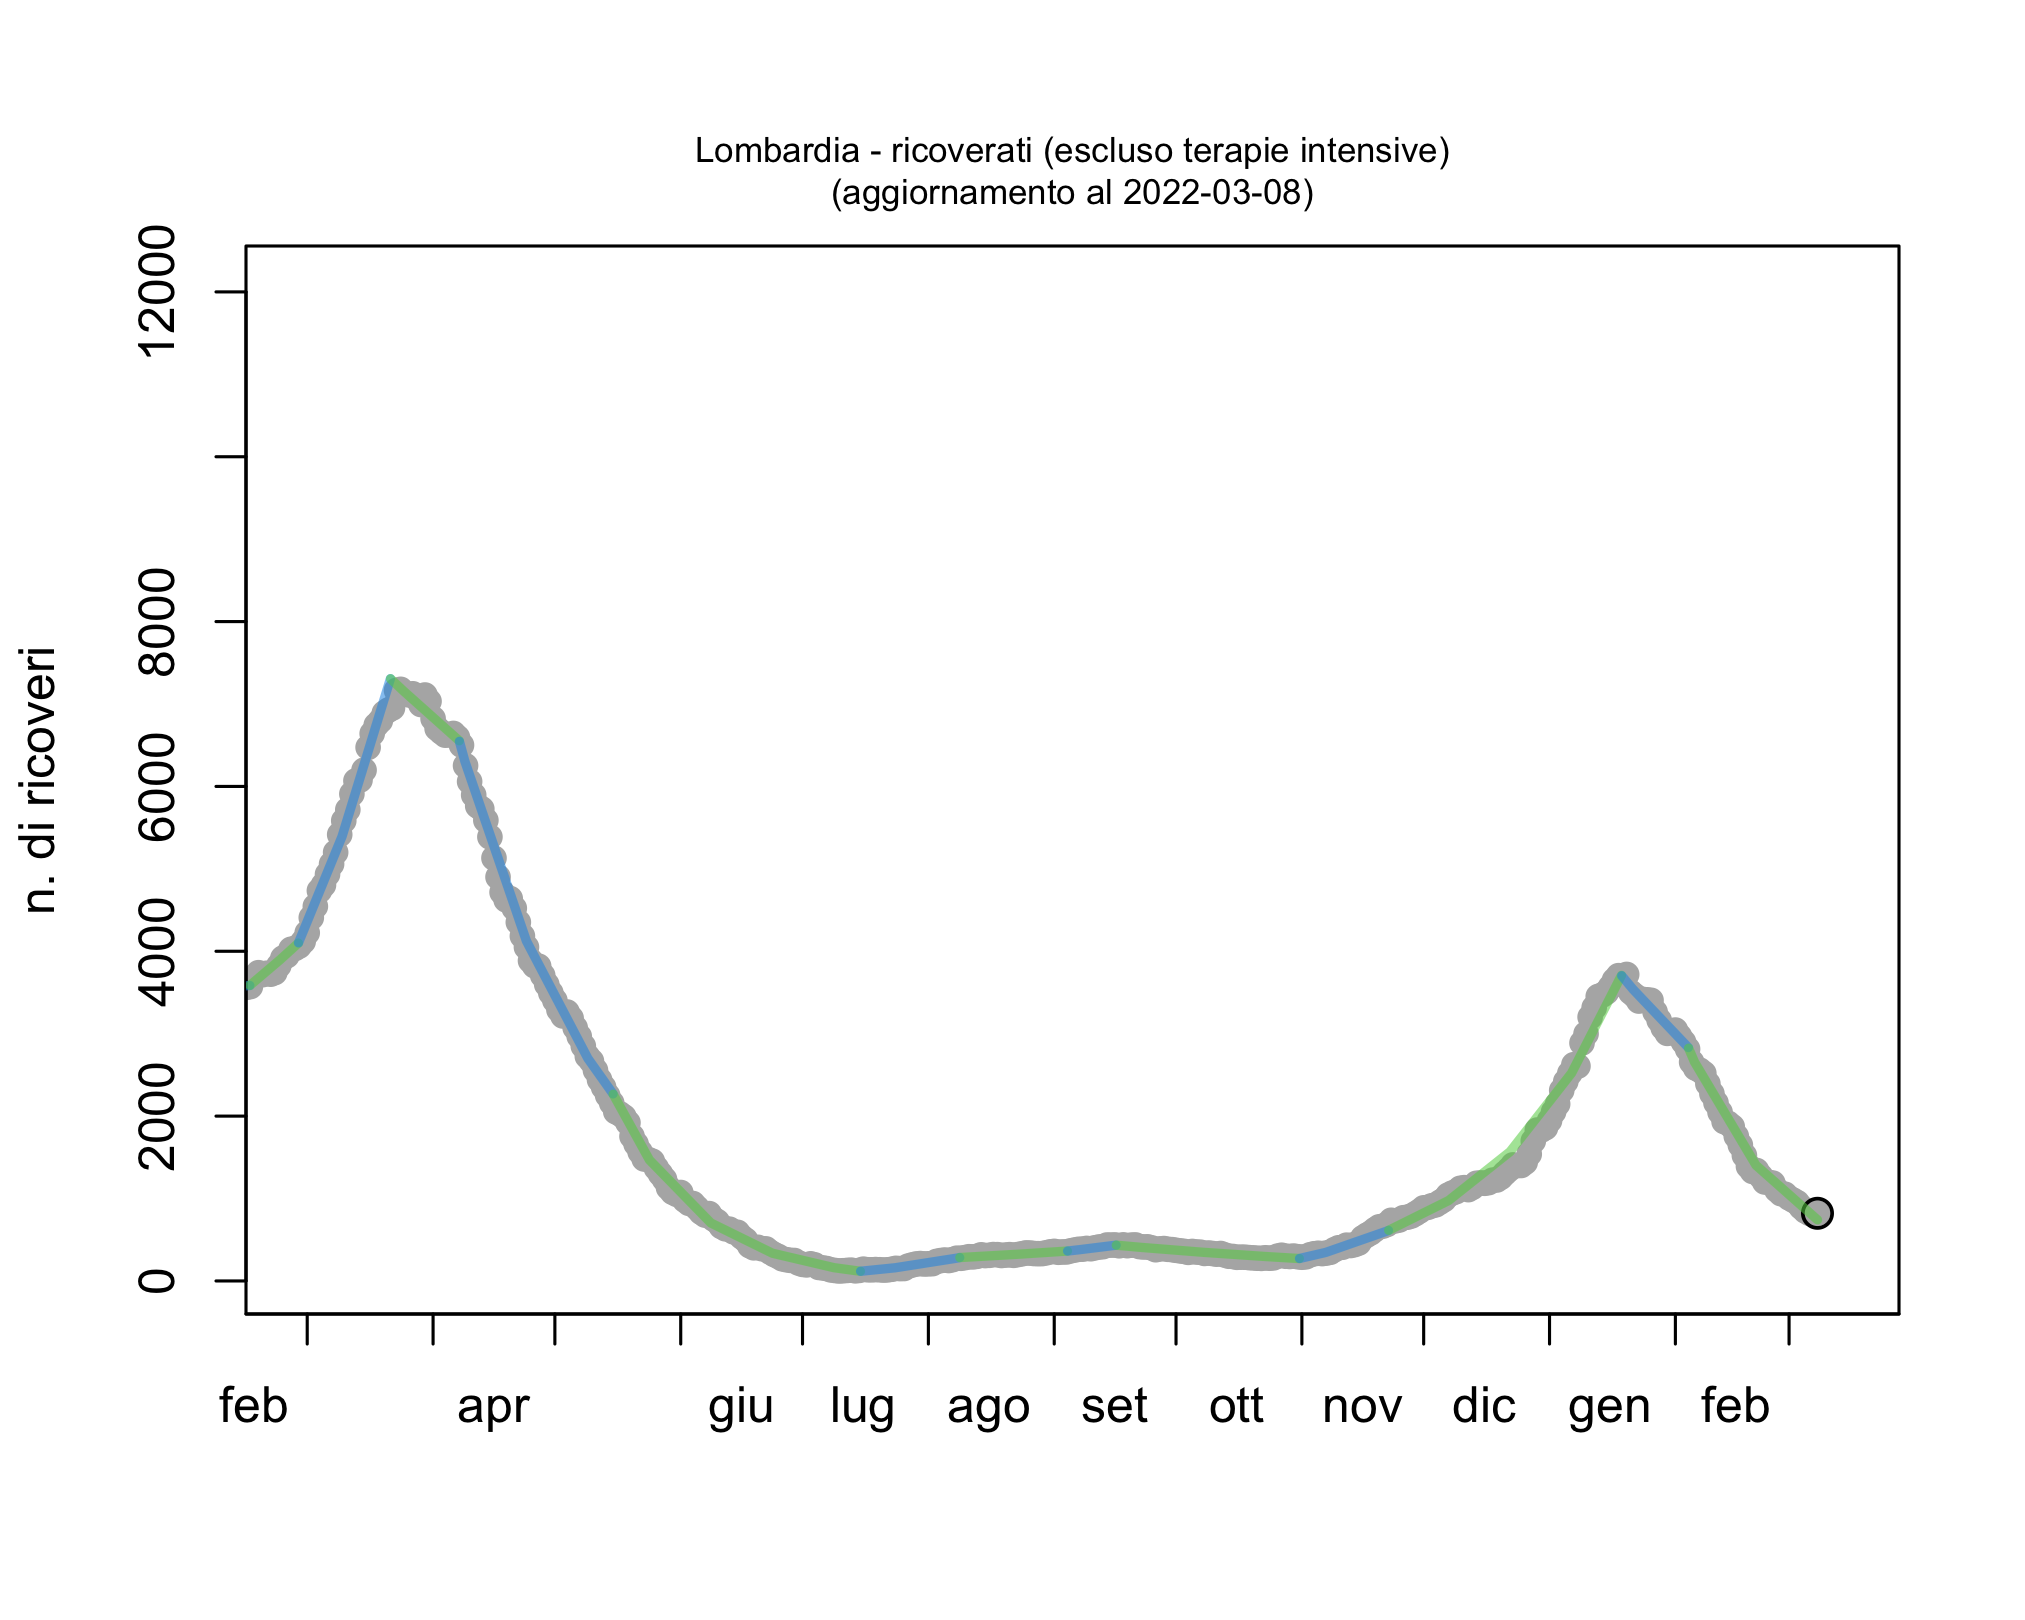 Lombardia - ricoverati (escluso terapie intensive)
(aggiornamento al 2022-03-08)
n. di ricoveri
12000
8000
6000
4000
2000
0
feb apr giu lug ago set ott nov dic gen feb